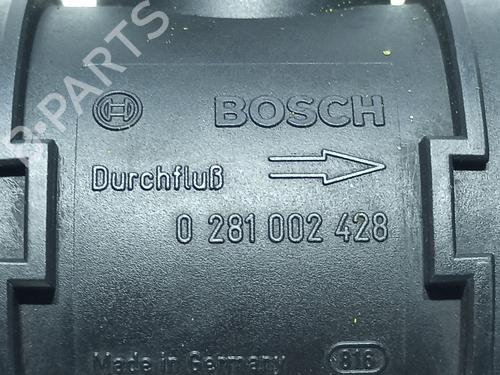 B-PARTS
BOSCH
Durchfluß
0 281 002 428
Made in Germany
816